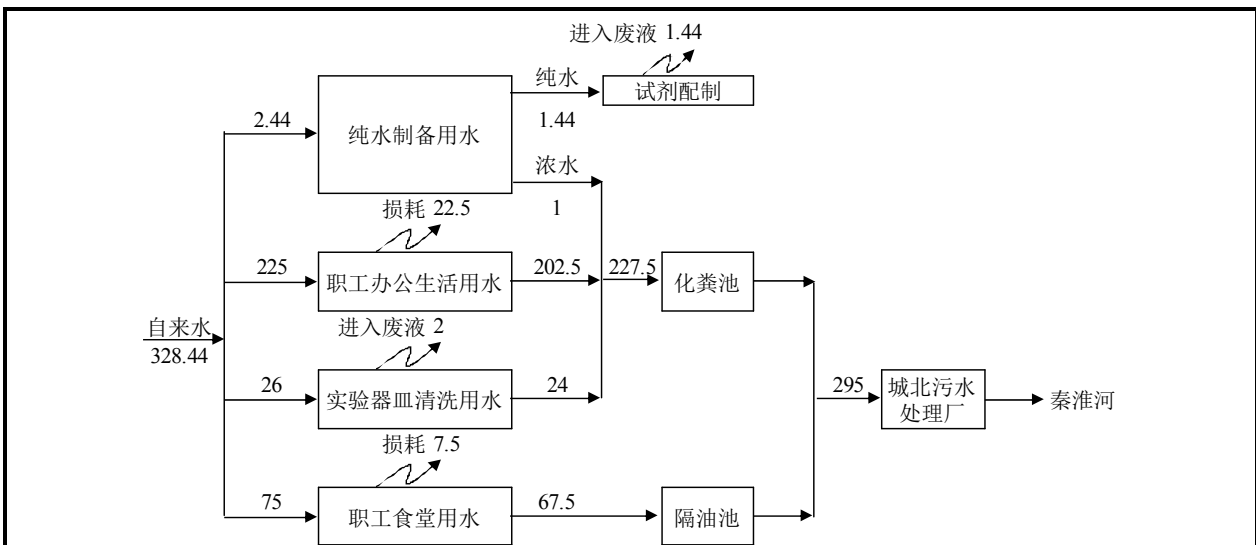 进入废液 1.44
纯水
试剂配制
2.44
纯水制备用水
1.44
浓水
1
损耗 22.5
225
职工办公生活用水
202.5
227.5
化粪池
自来水
328.44
进入废液 2
26
实验器皿清洗用水
24
295
城北污水
处理厂
秦淮河
损耗 7.5
75
职工食堂用水
67.5
隔油池